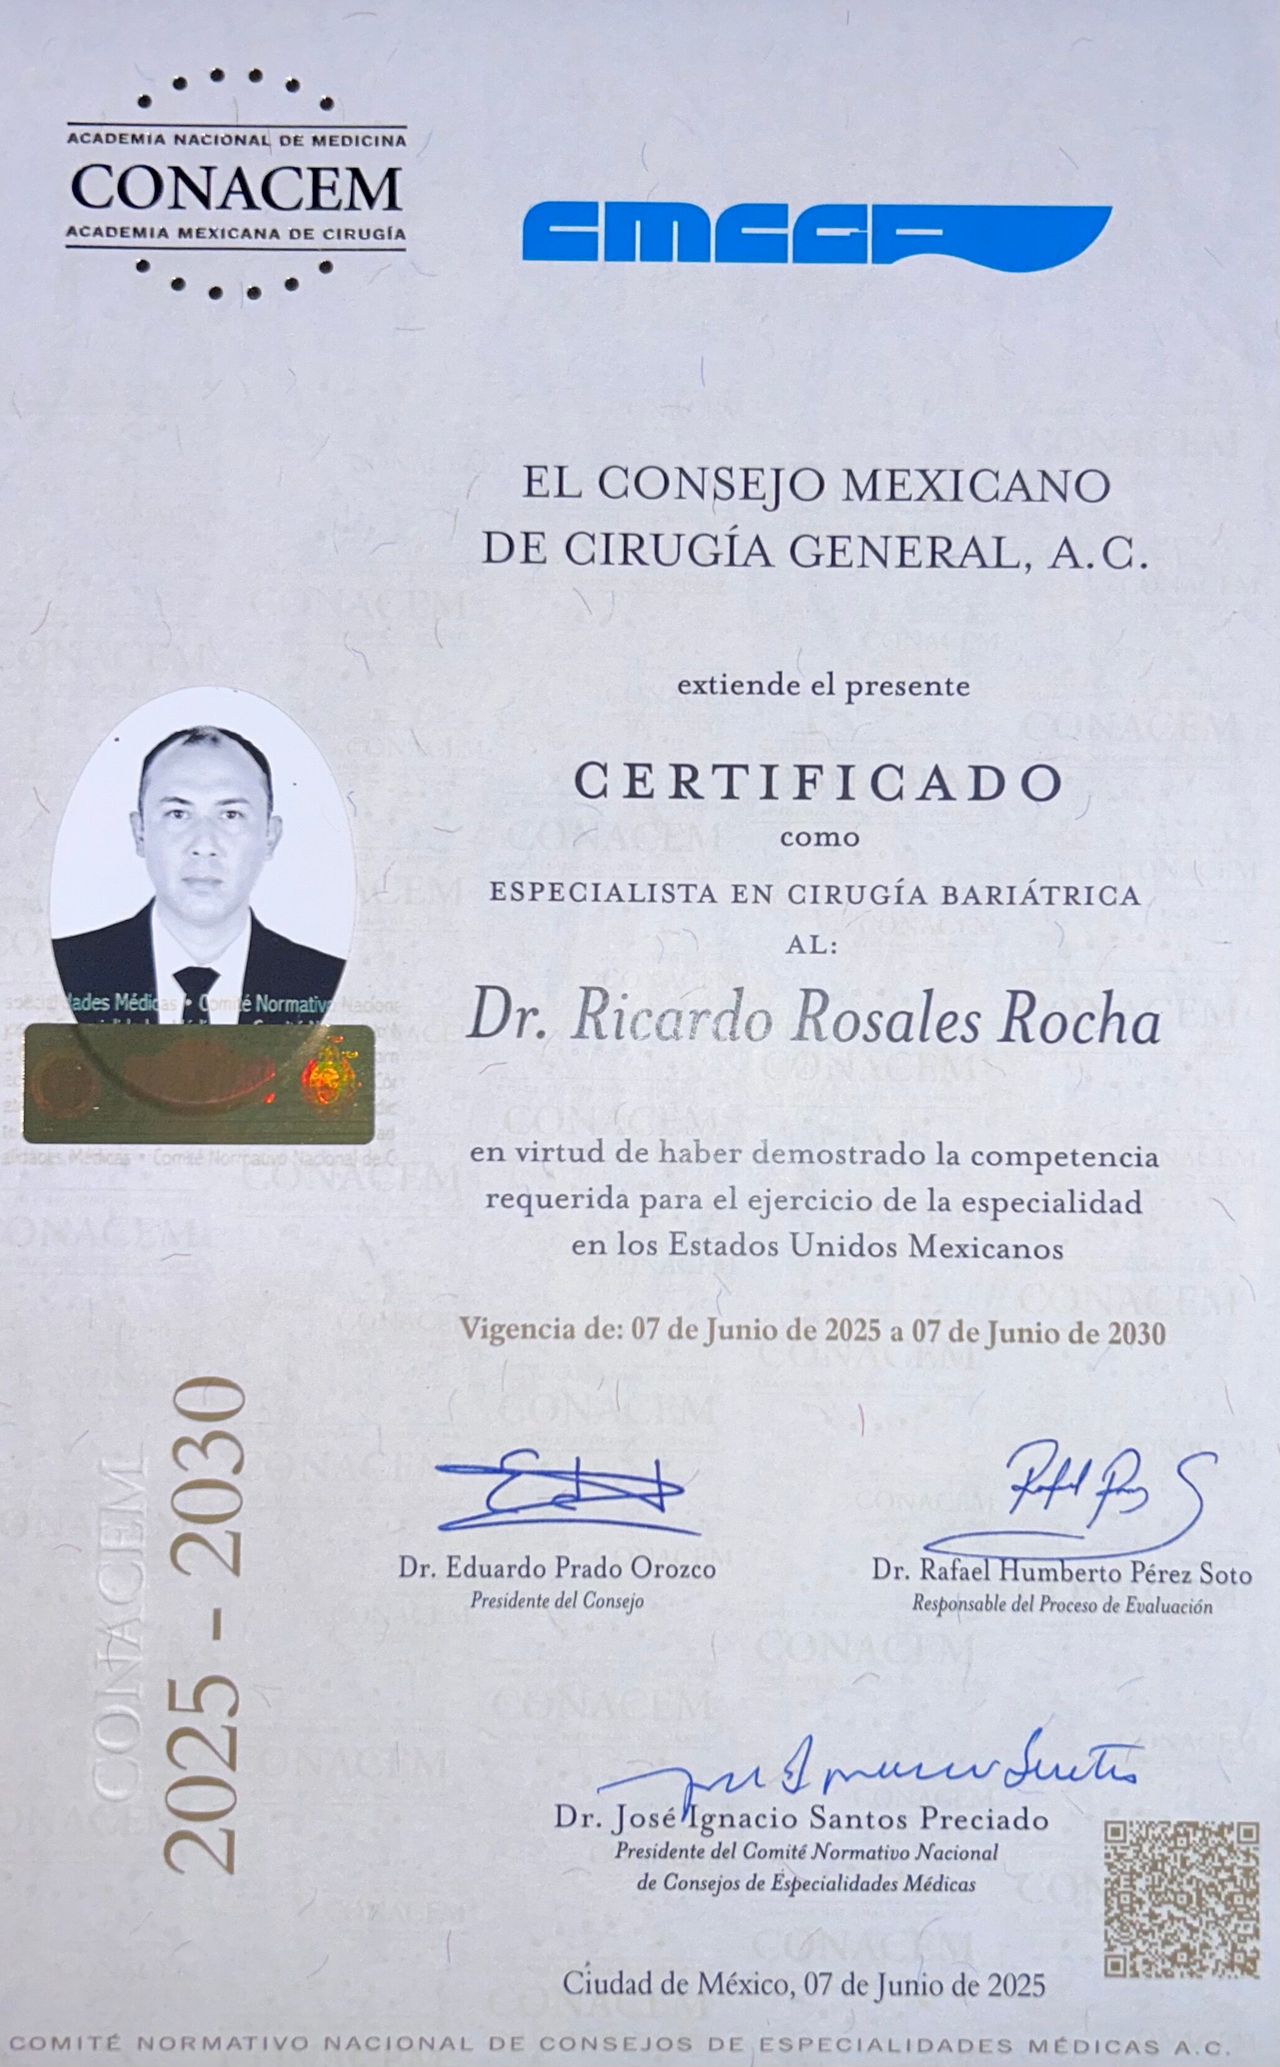 ACADEMIA NACIONAL DE MEDICINA
CONACEM
ACADEMIA MEXICANA DE CIRUGÍA
CMCG
EL CONSEJO MEXICANO
DE CIRUGÍA GENERAL, A.C.
extiende el presente
CERTIFICADO
como
ESPECIALISTA EN CIRUGÍA BARIÁTRICA
AL:
Dr. Ricardo Rosales Rocha
en virtud de haber demostrado la competencia
requerida para el ejercicio de la especialidad
en los Estados Unidos Mexicanos
Vigencia de: 07 de Junio de 2025 a 07 de Junio de 2030
CONACEM
2025 - 2030
Dr. Eduardo Prado Orozco
Presidente del Consejo
Dr. Rafael Humberto Pérez Soto
Responsable del Proceso de Evaluación
Dr. José Ignacio Santos Preciado
Presidente del Comité Normativo Nacional
de Consejos de Especialidades Médicas
Ciudad de México, 07 de Junio de 2025
COMITÉ NORMATIVO NACIONAL DE CONSEJOS DE ESPECIALIDADES MÉDICAS A.C.